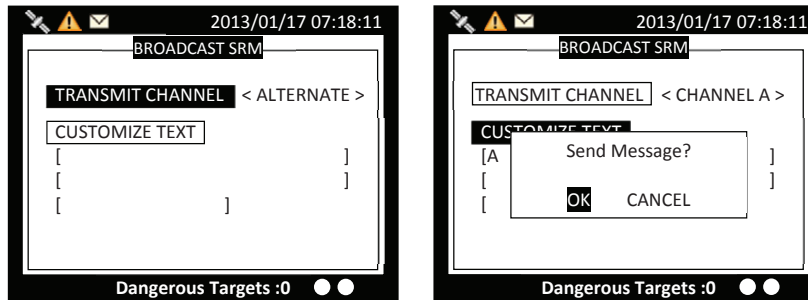 2013/01/17 07:18:11
BROADCAST SRM
TRANSMIT CHANNEL < ALTERNATE >
CUSTOMIZE TEXT
[ ]
[ ]
[ ]
Dangerous Targets :0
2013/01/17 07:18:11
BROADCAST SRM
TRANSMIT CHANNEL < CHANNEL A >
[A ]
[ ]
[
Send Message?
OK CANCEL
Dangerous Targets :0